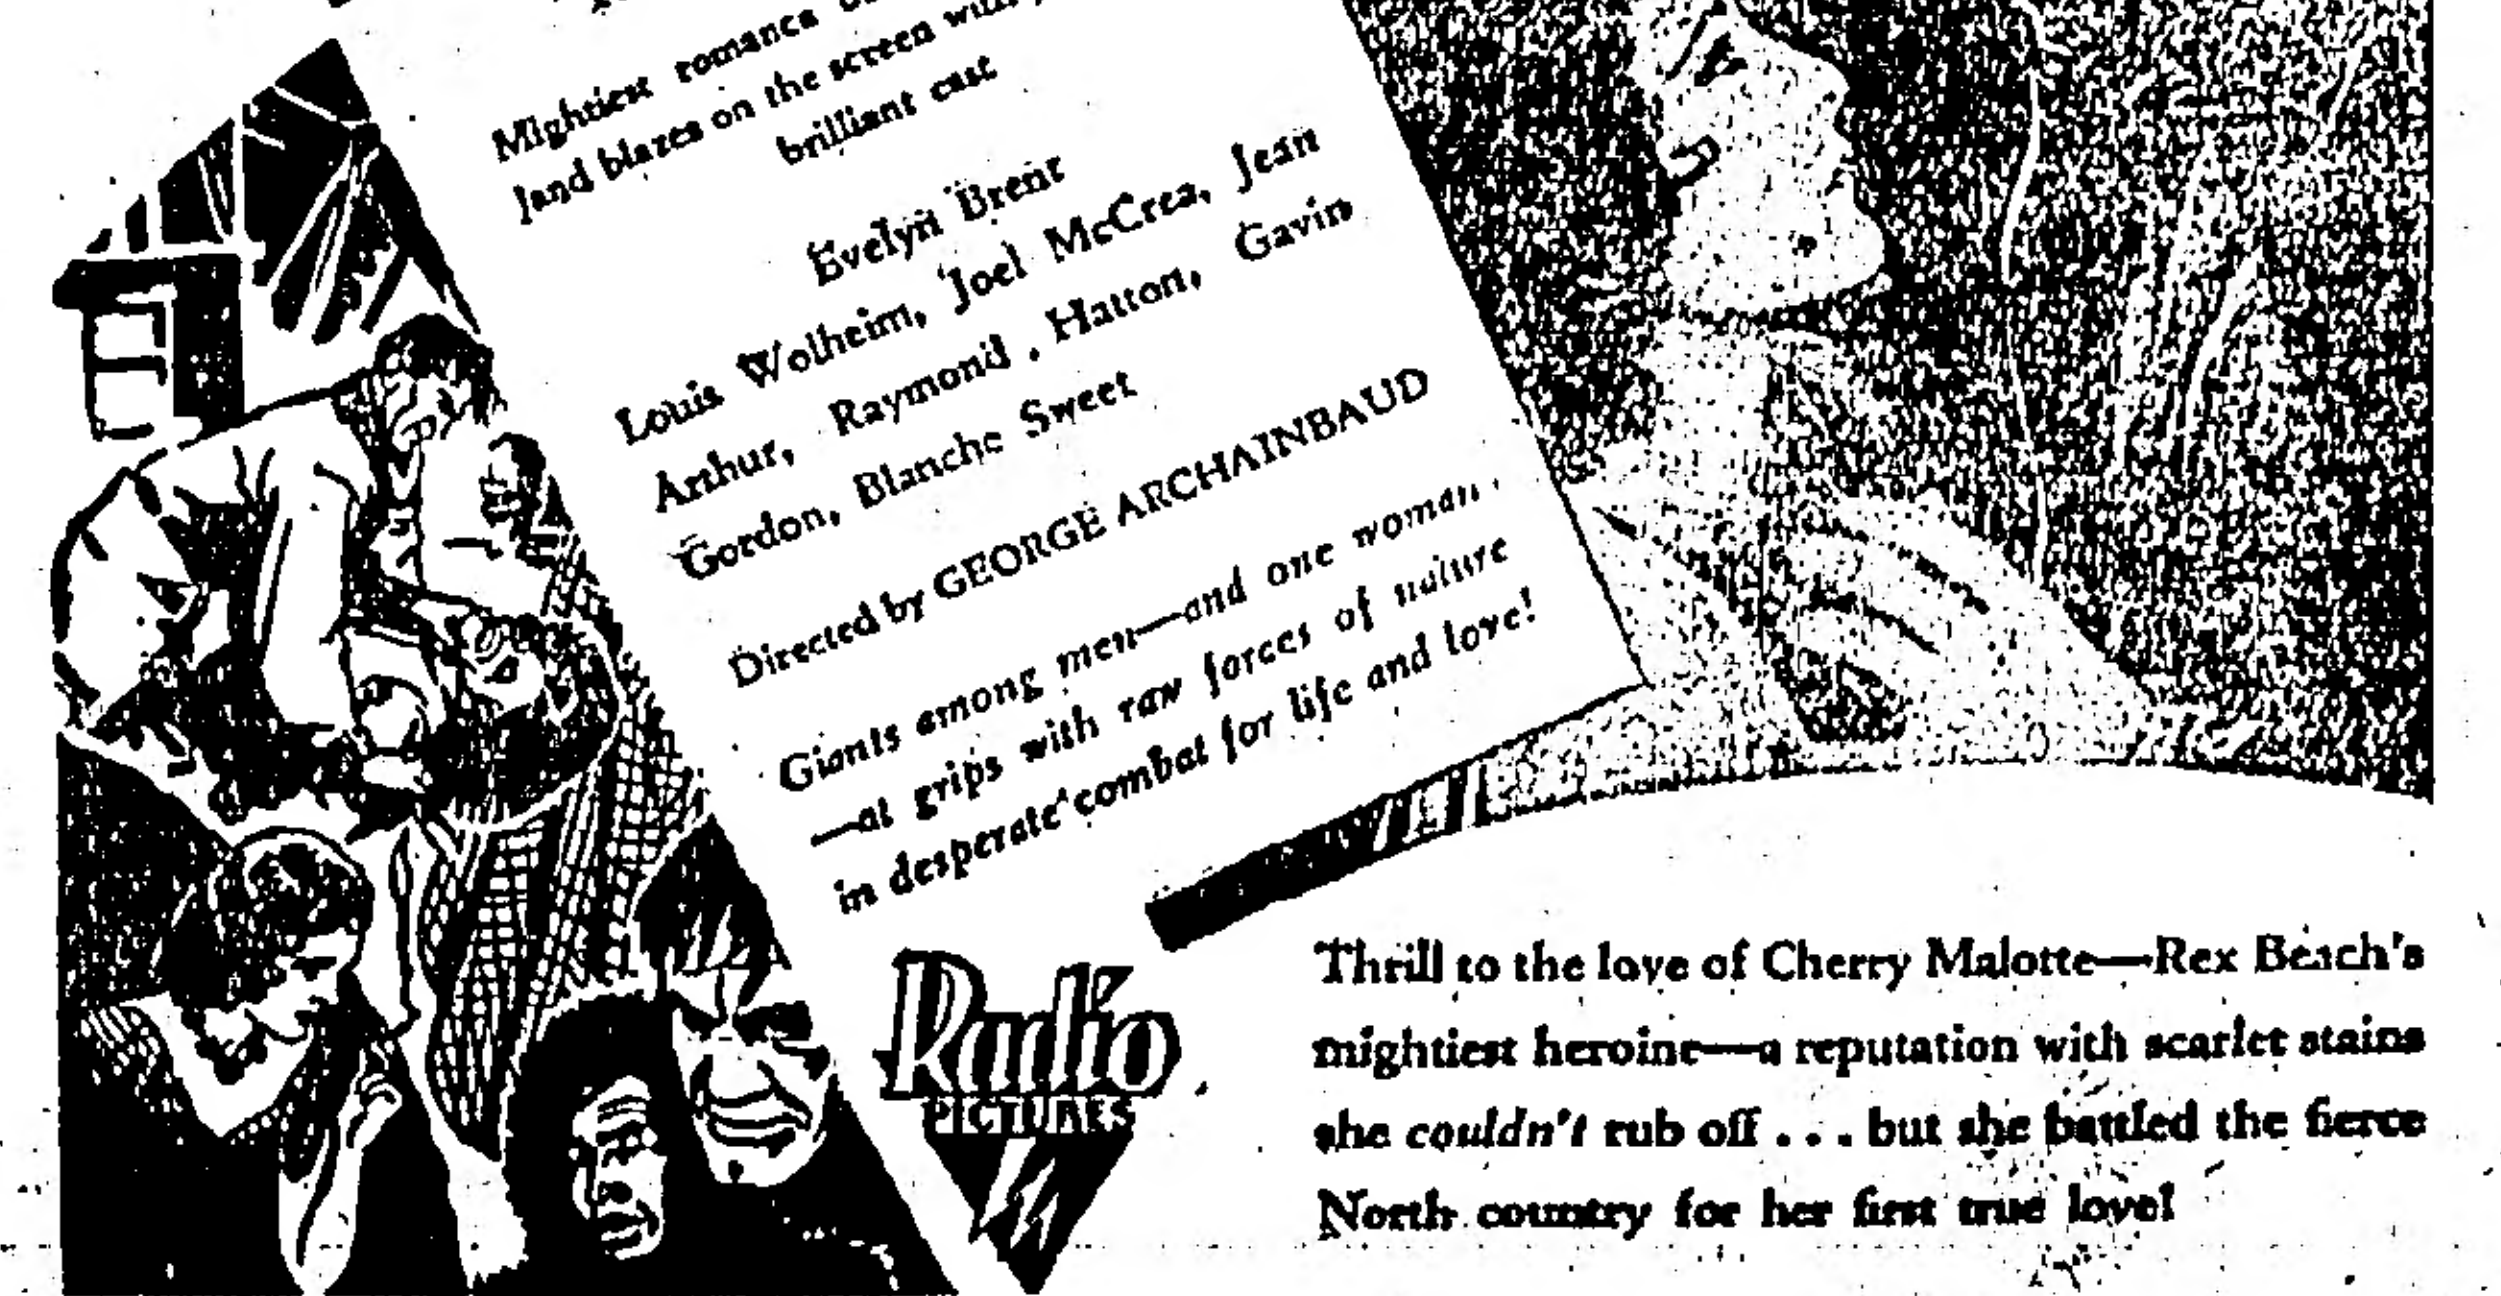 Mightiest romance
land blazes on the screen with
brilliant cast
Evelyn Brent
Louis Wolheim, Joel McCrea, Jean
Arthur, Raymond Hatton, Gavin
Gordon, Blanche Sweet
Directed by GEORGE ARCHAINBAUD
Giants among men—and one woman
—at grips with raw forces of nature
in desperate combat for life and love!
Radio
PICTURES
Thrill to the love of Cherry Malotte—Rex Beach's
mightiest heroine—a reputation with scarlet stains
she couldn't rub off . . . but she battled the fierce
North country for her first true love!